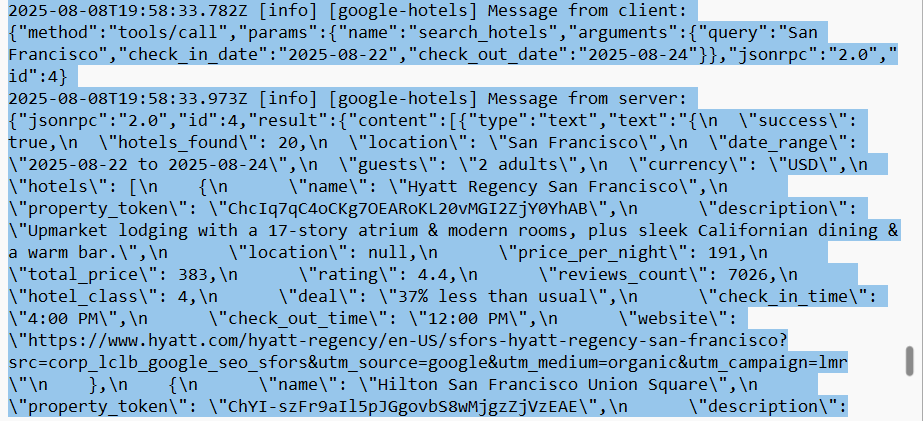 2025-08-08T19:58:33.782Z [info] [google-hotels] Message from client:
{"method":"tools/call","params":{"name":"search_hotels","arguments":{"query":"San
Francisco","check_in_date":"2025-08-22","check_out_date":"2025-08-24"}},"jsonrpc":"2.0","
id":4}
2025-08-08T19:58:33.973Z [info] [google-hotels] Message from server:
{"jsonrpc":"2.0","id":4,"result":{"content":[{"type":"text","text":"{\n  \"success\":
true,\n  \"hotels_found\": 20,\n  \"location\": \"San Francisco\",\n  \"date_range\":
\"2025-08-22 to 2025-08-24\",\n  \"guests\": \"2 adults\",\n  \"currency\": \"USD\",\n
\"hotels\": [\n    {\n      \"name\": \"Hyatt Regency San Francisco\",\n
\"property_token\": \"ChcIq7qC4oCKg7OEARoKL20vMGI2ZjY0YhAB\",\n      \"description\":
\"Upmarket lodging with a 17-story atrium & modern rooms, plus sleek Californian dining &
a warm bar.\",\n      \"location\": null,\n      \"price_per_night\": 191,\n
\"total_price\": 383,\n      \"rating\": 4.4,\n      \"reviews_count\": 7026,\n
\"hotel_class\": 4,\n      \"deal\": \"37% less than usual\",\n      \"check_in_time\":
\"4:00 PM\",\n      \"check_out_time\": \"12:00 PM\",\n      \"website\":
\"https://www.hyatt.com/hyatt-regency/en-US/sfors-hyatt-regency-san-francisco?
src=corp_lclb_google_seo_sfors&utm_source=google&utm_medium=organic&utm_campaign=lmr
\"\n    },\n    {\n      \"name\": \"Hilton San Francisco Union Square\",\n
\"property_token\": \"ChYI-szFr9aIl5pJGgovbS8wMjgzZjVzEAE\",\n      \"description\":